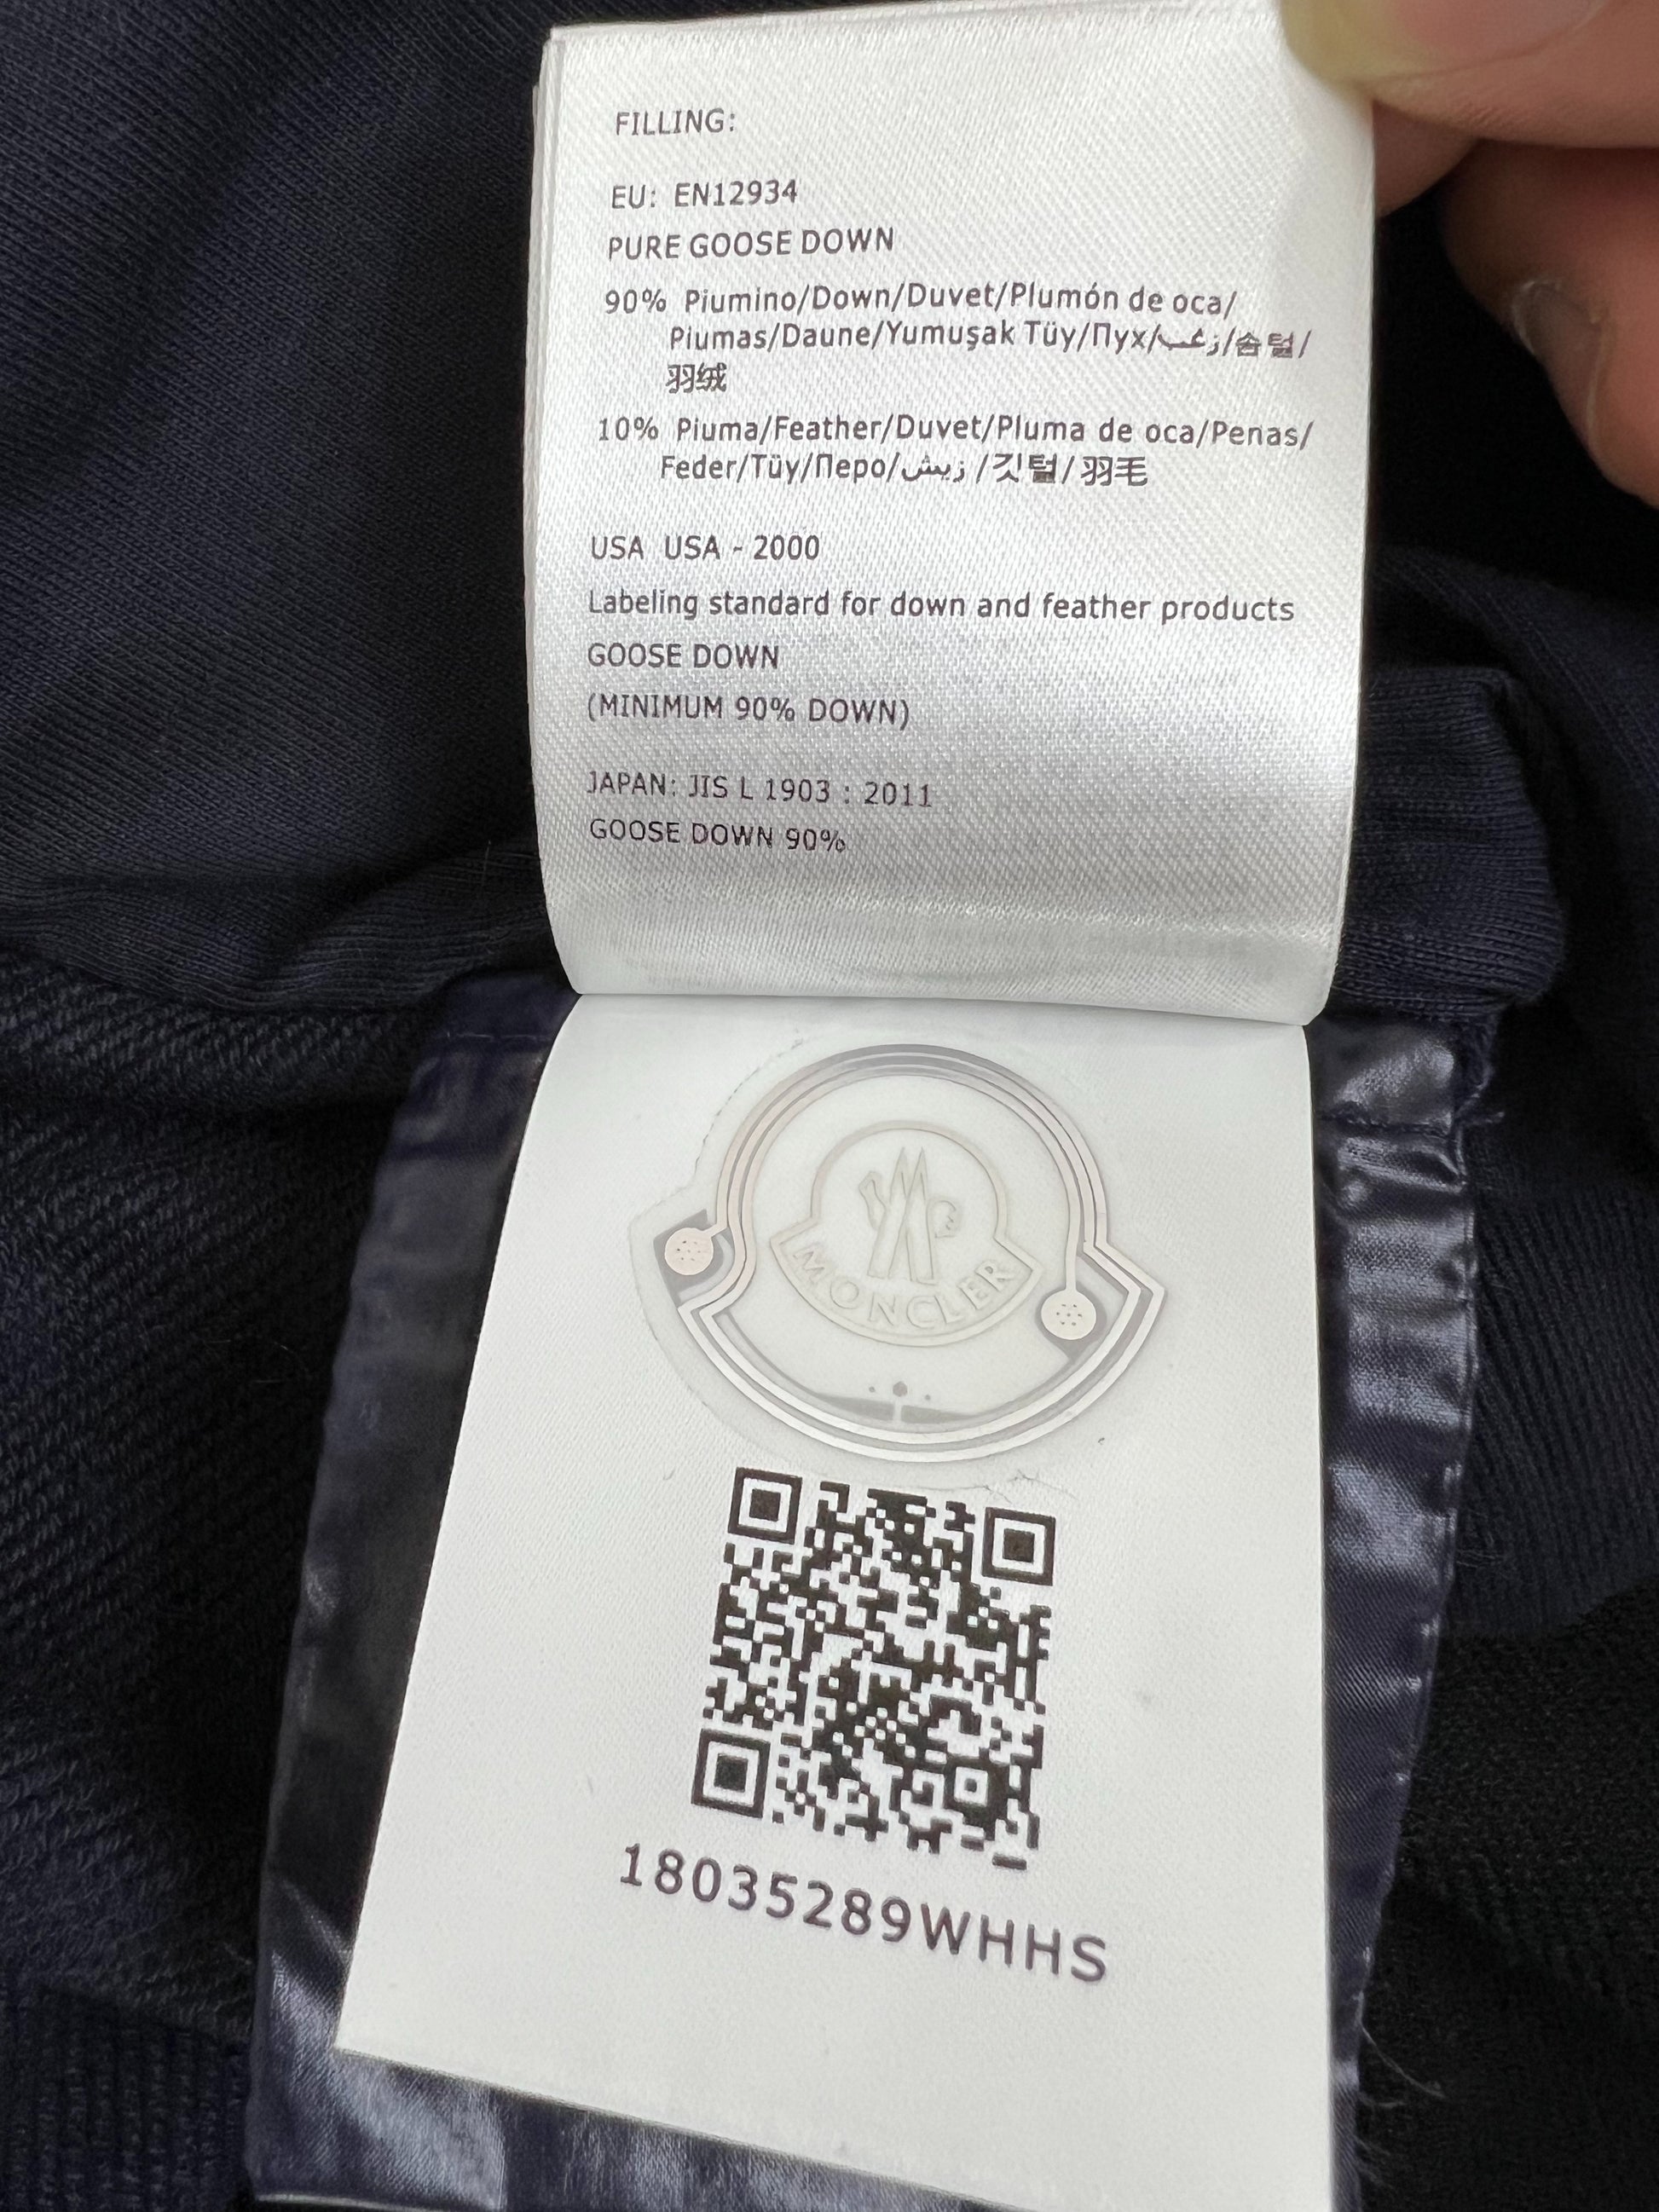 FILLING:
EU: EN12934
PURE GOOSE DOWN
90% Piumino/Down/Duvet/Plumón de oca/
Piumas/Daune/Yumuşak Tüy/Пух/زغب/솜털/
羽绒
10% Piuma/Feather/Duvet/Pluma de oca/Penas/
Feder/Tüy/Перо/زيش/깃털/羽毛
USA USA - 2000
Labeling standard for down and feather products
GOOSE DOWN
(MINIMUM 90% DOWN)
JAPAN: JIS L 1903 : 2011
GOOSE DOWN 90%
MONCLER
18035289WHHS